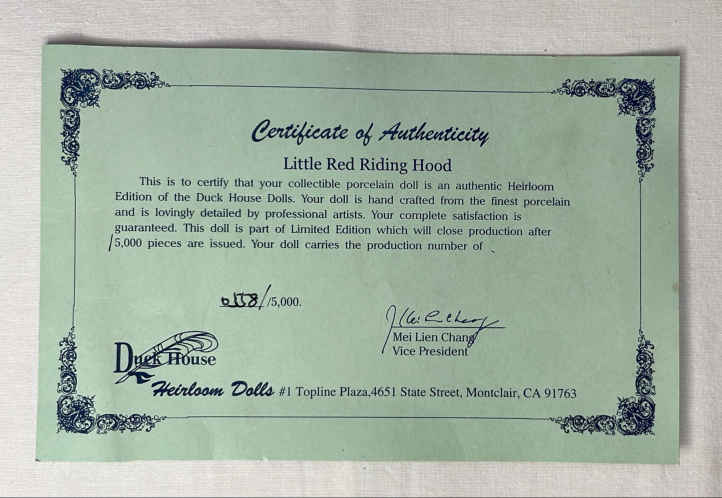 Certificate of Authenticity
Little Red Riding Hood
This is to certify that your collectible porcelain doll is an authentic Heirloom
Edition of the Duck House Dolls. Your doll is hand crafted from the finest porcelain
and is lovingly detailed by professional artists. Your complete satisfaction is
guaranteed. This doll is part of Limited Edition which will close production after
/5,000 pieces are issued. Your doll carries the production number of
/5,000.
Mei Lien Chang
Vice President
Duck House
Heirloom Dolls #1 Topline Plaza,4651 State Street, Montclair, CA 91763